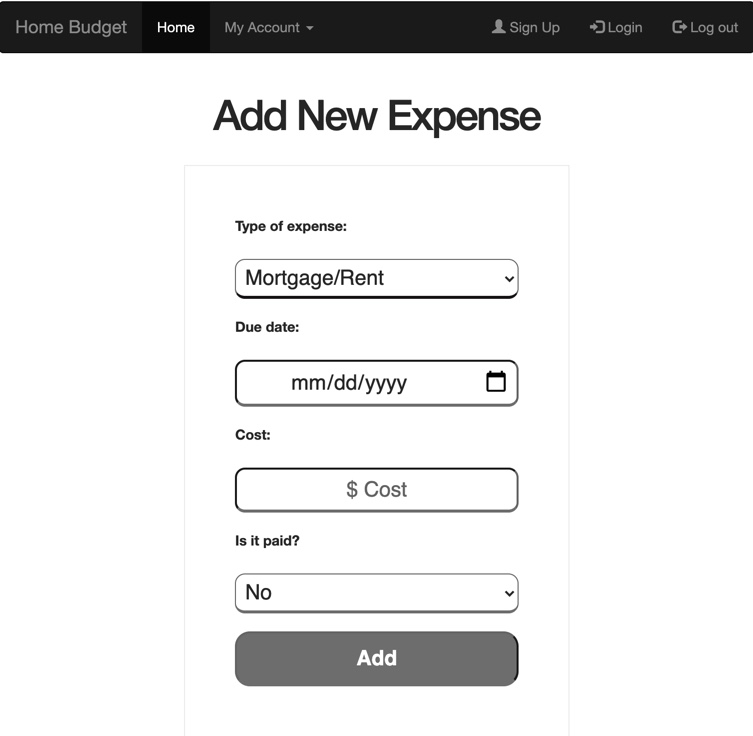 Home Budget Home My Account Sign Up Login Log out
Add New Expense
Type of expense:
Mortgage/Rent
Due date:
mm/dd/yyyy
Cost:
$ Cost
Is it paid?
No
Add